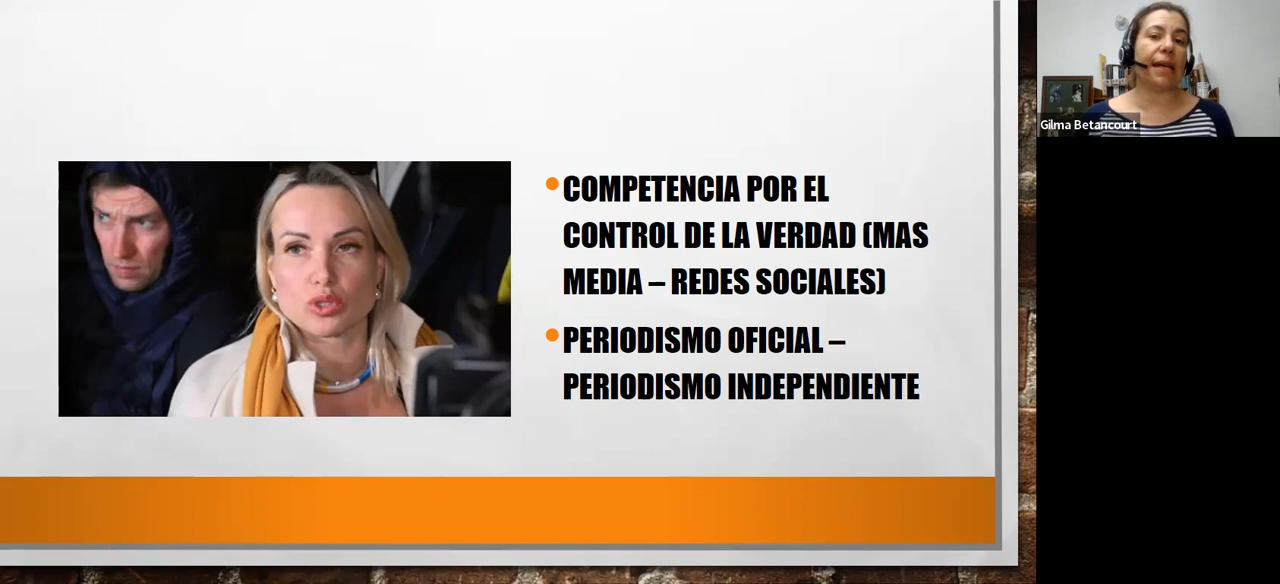 COMPETENCIA POR EL
CONTROL DE LA VERDAD (MAS
MEDIA – REDES SOCIALES)
PERIODISMO OFICIAL –
PERIODISMO INDEPENDIENTE
Gilma Betancourt